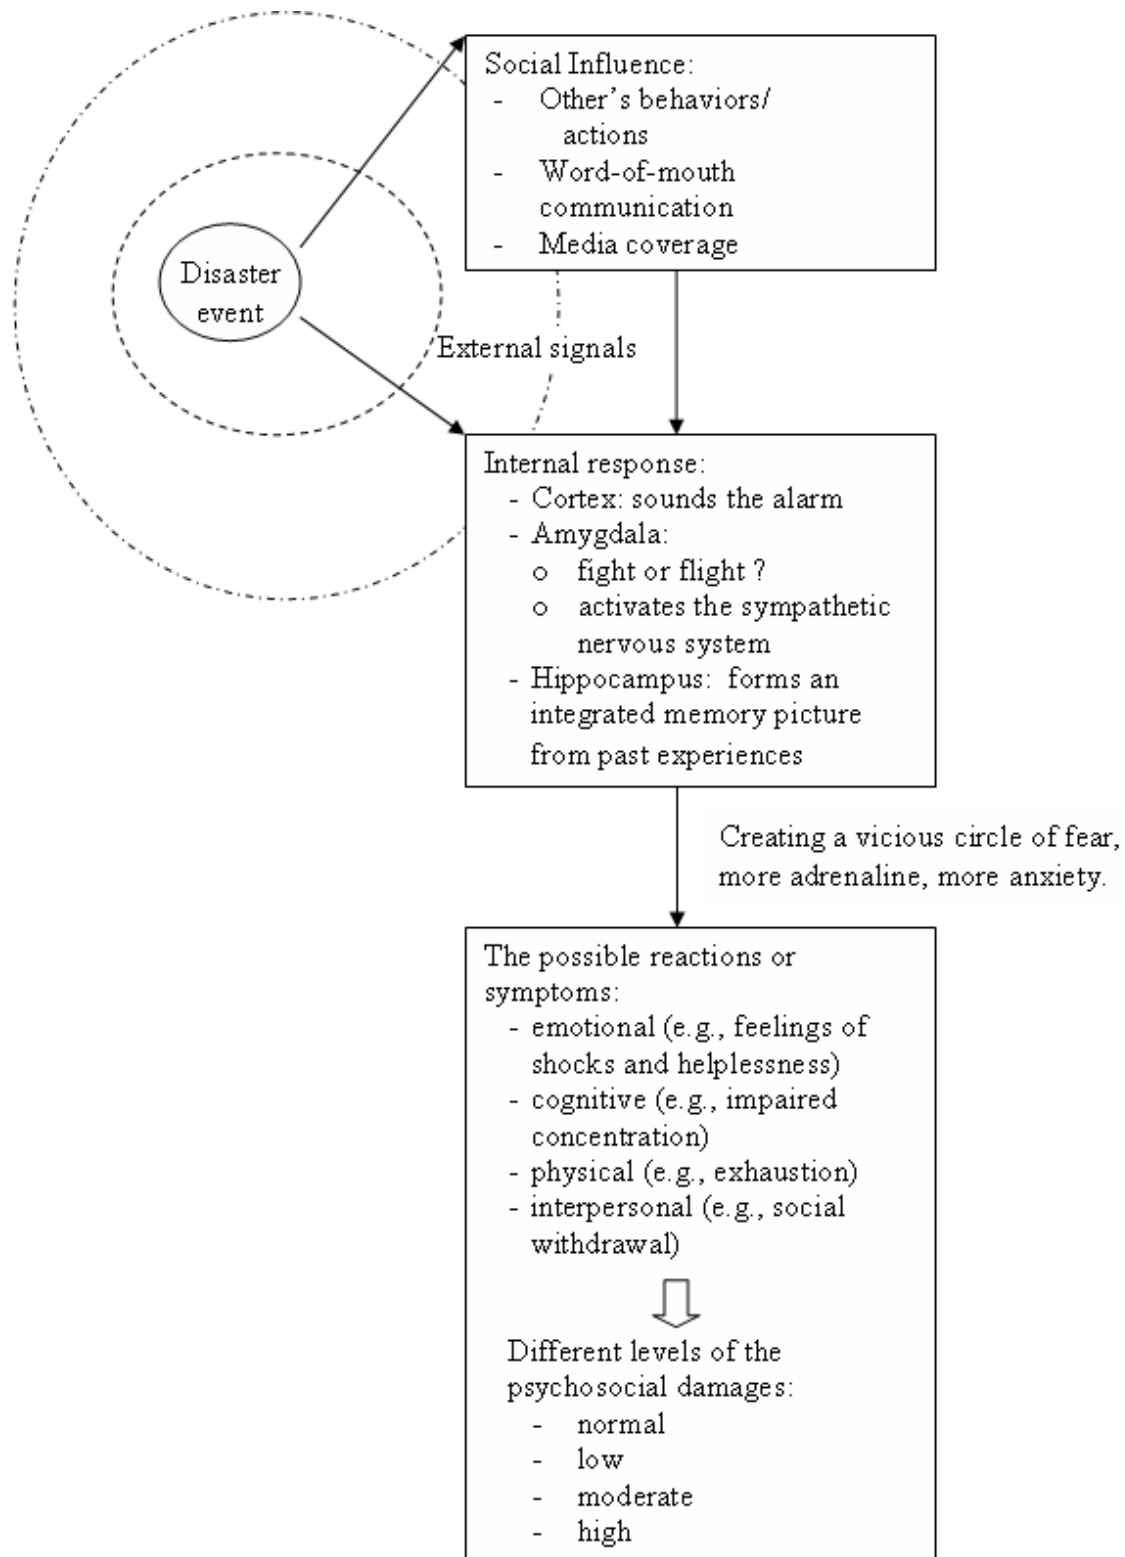 Social Influence:
- Other's behaviors/
actions
- Word-of-mouth
communication
- Media coverage
Disaster
event
External signals
Internal response:
- Cortex: sounds the alarm
- Amygdala:
o fight or flight ?
o activates the sympathetic
nervous system
- Hippocampus: forms an
integrated memory picture
from past experiences
Creating a vicious circle of fear,
more adrenaline, more anxiety.
The possible reactions or
symptoms:
- emotional (e.g., feelings of
shocks and helplessness)
- cognitive (e.g., impaired
concentration)
- physical (e.g., exhaustion)
- interpersonal (e.g., social
withdrawal)
Different levels of the
psychosocial damages:
- normal
- low
- moderate
- high